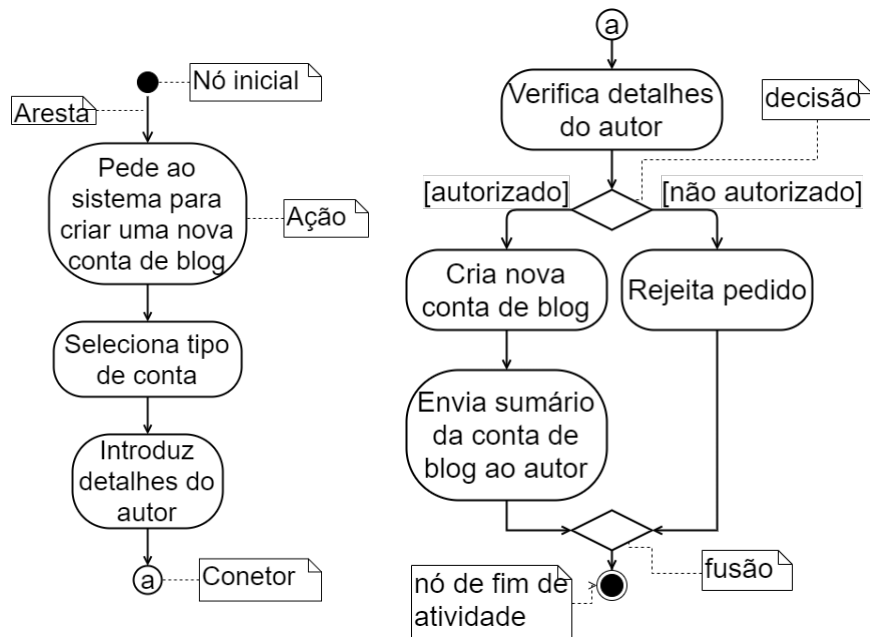 Nó inicial
Aresta
Pede ao
sistema para
criar uma nova
conta de blog
Ação
Seleciona tipo
de conta
Introduz
detalhes do
autor
a
Conetor
a
Verifica detalhes
do autor
decisão
[autorizado]
[não autorizado]
Cria nova
conta de blog
Rejeita pedido
Envia sumário
da conta de
blog ao autor
fusão
nó de fim de
atividade